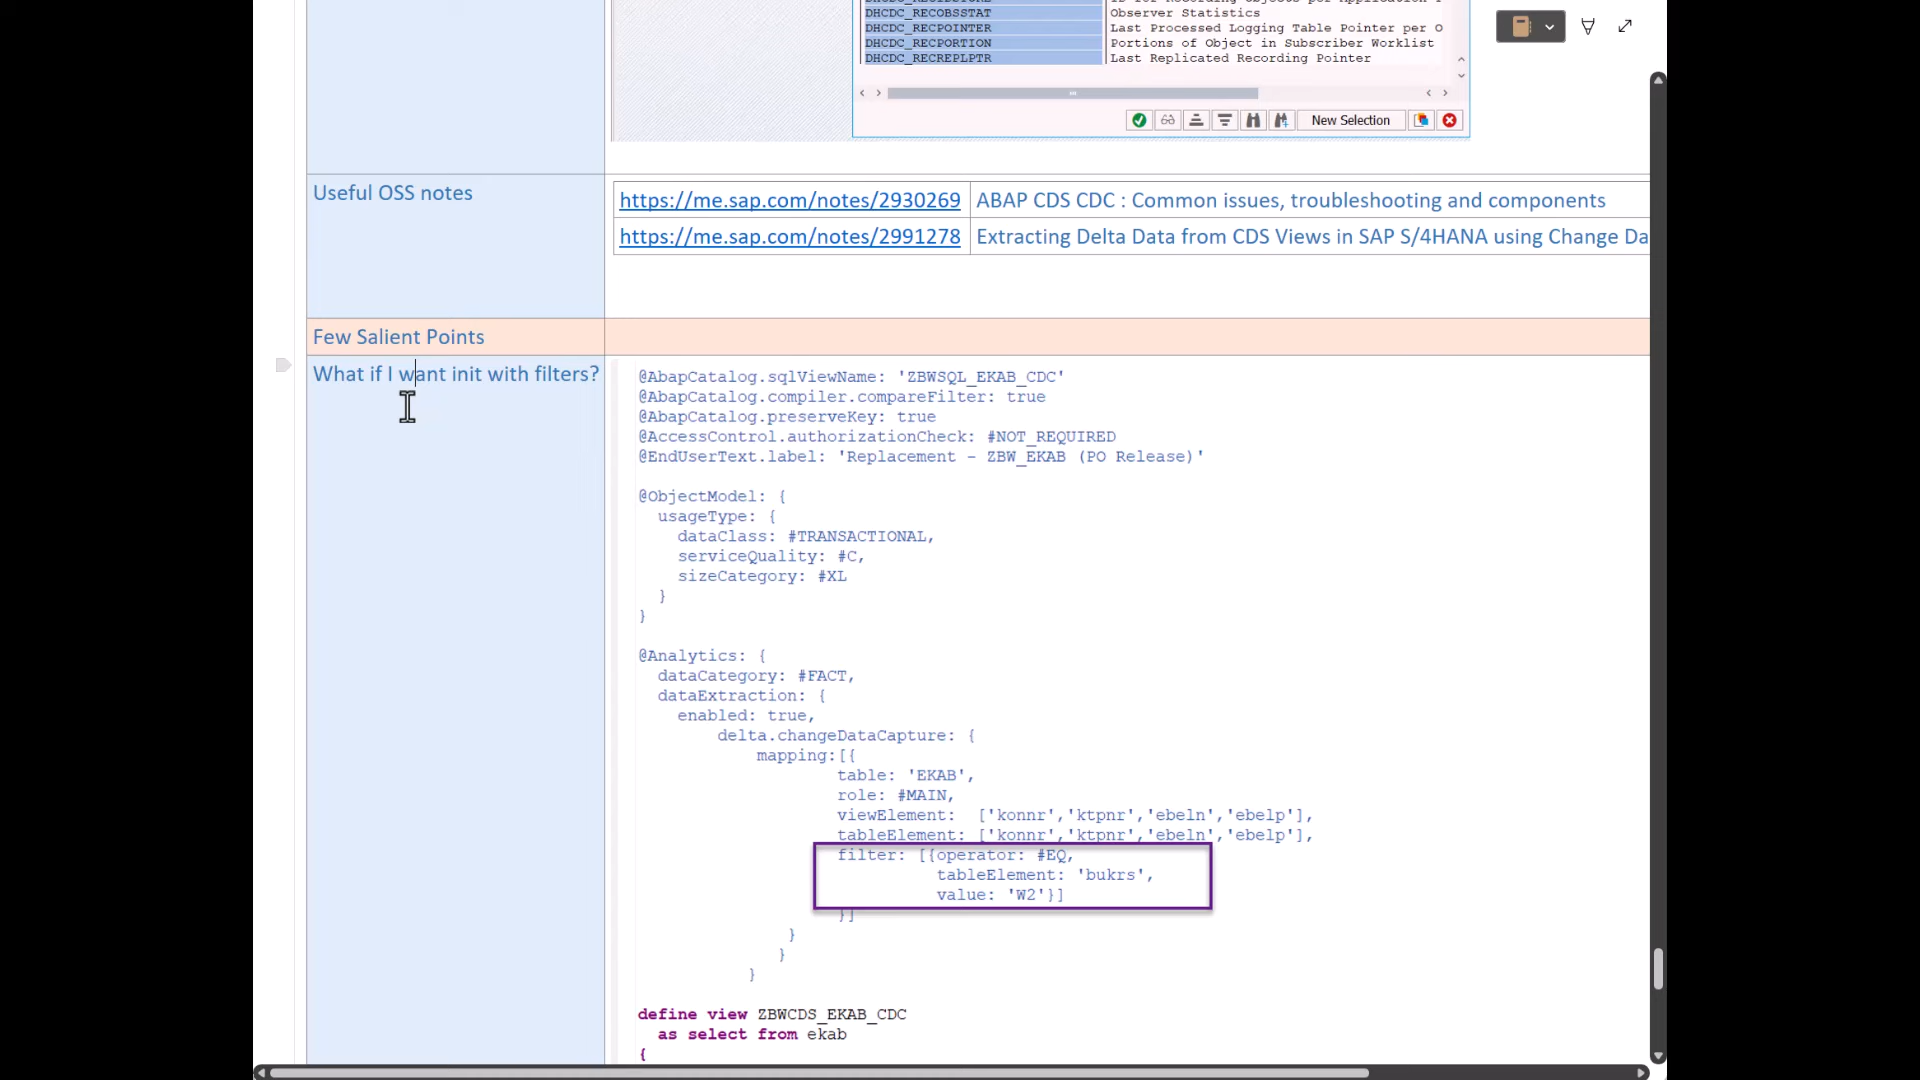 DHCDC_RECOBSSTAT Observer Statistics
DHCDC_RECPOINTER Last Processed Logging Table Pointer per O
DHCDC_RECPORTION Portions of Object in Subscriber Worklist
DHCDC_RECREPLPTR Last Replicated Recording Pointer
New Selection
Useful OSS notes
https://me.sap.com/notes/2930269 ABAP CDS CDC : Common issues, troubleshooting and components
https://me.sap.com/notes/2991278 Extracting Delta Data from CDS Views in SAP S/4HANA using Change Da
Few Salient Points
What if I want init with filters?
@AbapCatalog.sqlViewName: 'ZBWSQL_EKAB_CDC'
@AbapCatalog.compiler.compareFilter: true
@AbapCatalog.preserveKey: true
@AccessControl.authorizationCheck: #NOT_REQUIRED
@EndUserText.label: 'Replacement - ZBW_EKAB (PO Release)'
@ObjectModel: {
usageType: {
dataClass: #TRANSACTIONAL,
serviceQuality: #C,
sizeCategory: #XL
}
}
@Analytics: {
dataCategory: #FACT,
dataExtraction: {
enabled: true,
delta.changeDataCapture: {
mapping:[{
table: 'EKAB',
role: #MAIN,
viewElement: ['konnr','ktpnr','ebeln','ebelp'],
tableElement: ['konnr','ktpnr','ebeln','ebelp'],
filter: [{operator: #EQ,
tableElement: 'bukrs',
value: 'W2'}]
}]
}
}
}
define view ZBWCDS_EKAB_CDC
as select from ekab
{